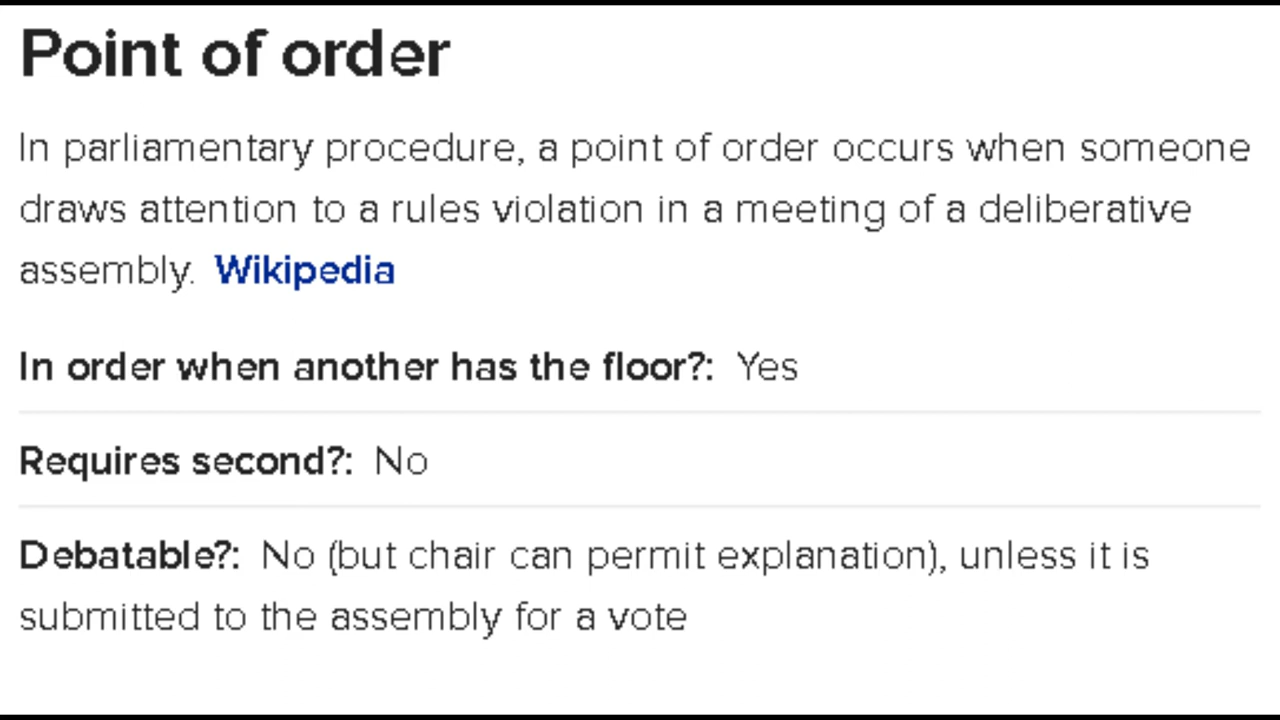 Point of order
In parliamentary procedure, a point of order occurs when someone
draws attention to a rules violation in a meeting of a deliberative
assembly. Wikipedia
In order when another has the floor?: Yes
Requires second?: No
Debatable?: No (but chair can permit explanation), unless it is
submitted to the assembly for a vote